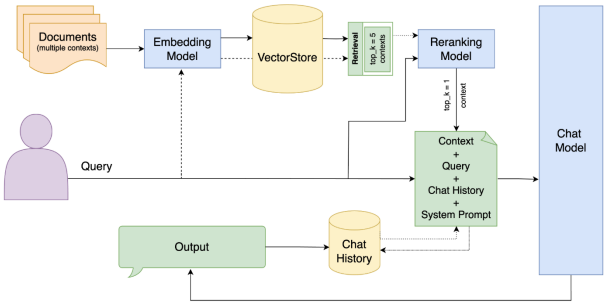 Documents
(multiple contexts)
Embedding
Model
VectorStore
Retrieval
top_k = 5
contexts
Reranking
Model
top_k = 1
context
Chat
Model
Query
Context
+
Query
+
Chat History
+
System Prompt
Output
Chat
History